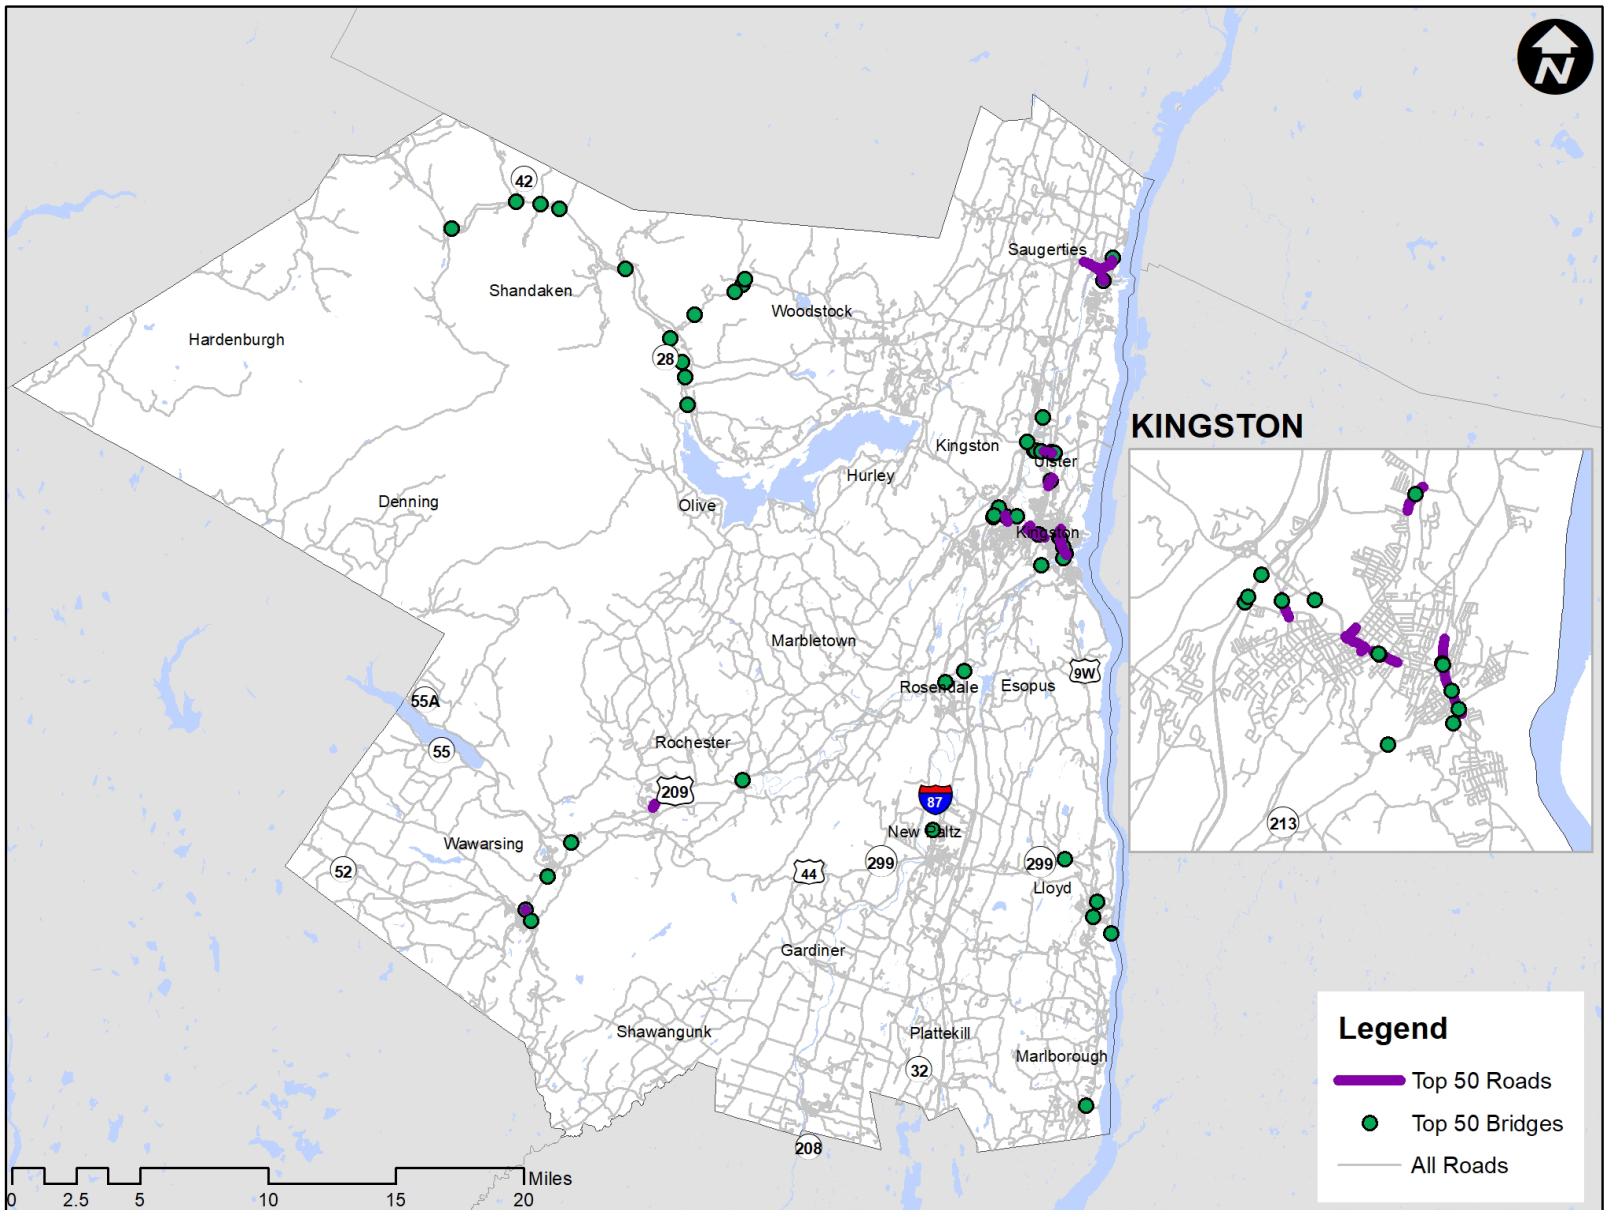 N
42
Saugerties
Shandaken
Woodstock
Hardenburgh
28
KINGSTON
Kingston
Ulster
Hurley
Denning
Olive
Kingston
Marbletown
9W
Rosendale
Esopus
55A
Rochester
55
209
87
213
New Paltz
Wawarsing
299
299
52
44
Lloyd
Gardiner
Shawangunk
Plattekill
Marlborough
32
Legend
Top 50 Roads
Top 50 Bridges
All Roads
208
Miles
0 2.5 5 10 15 20